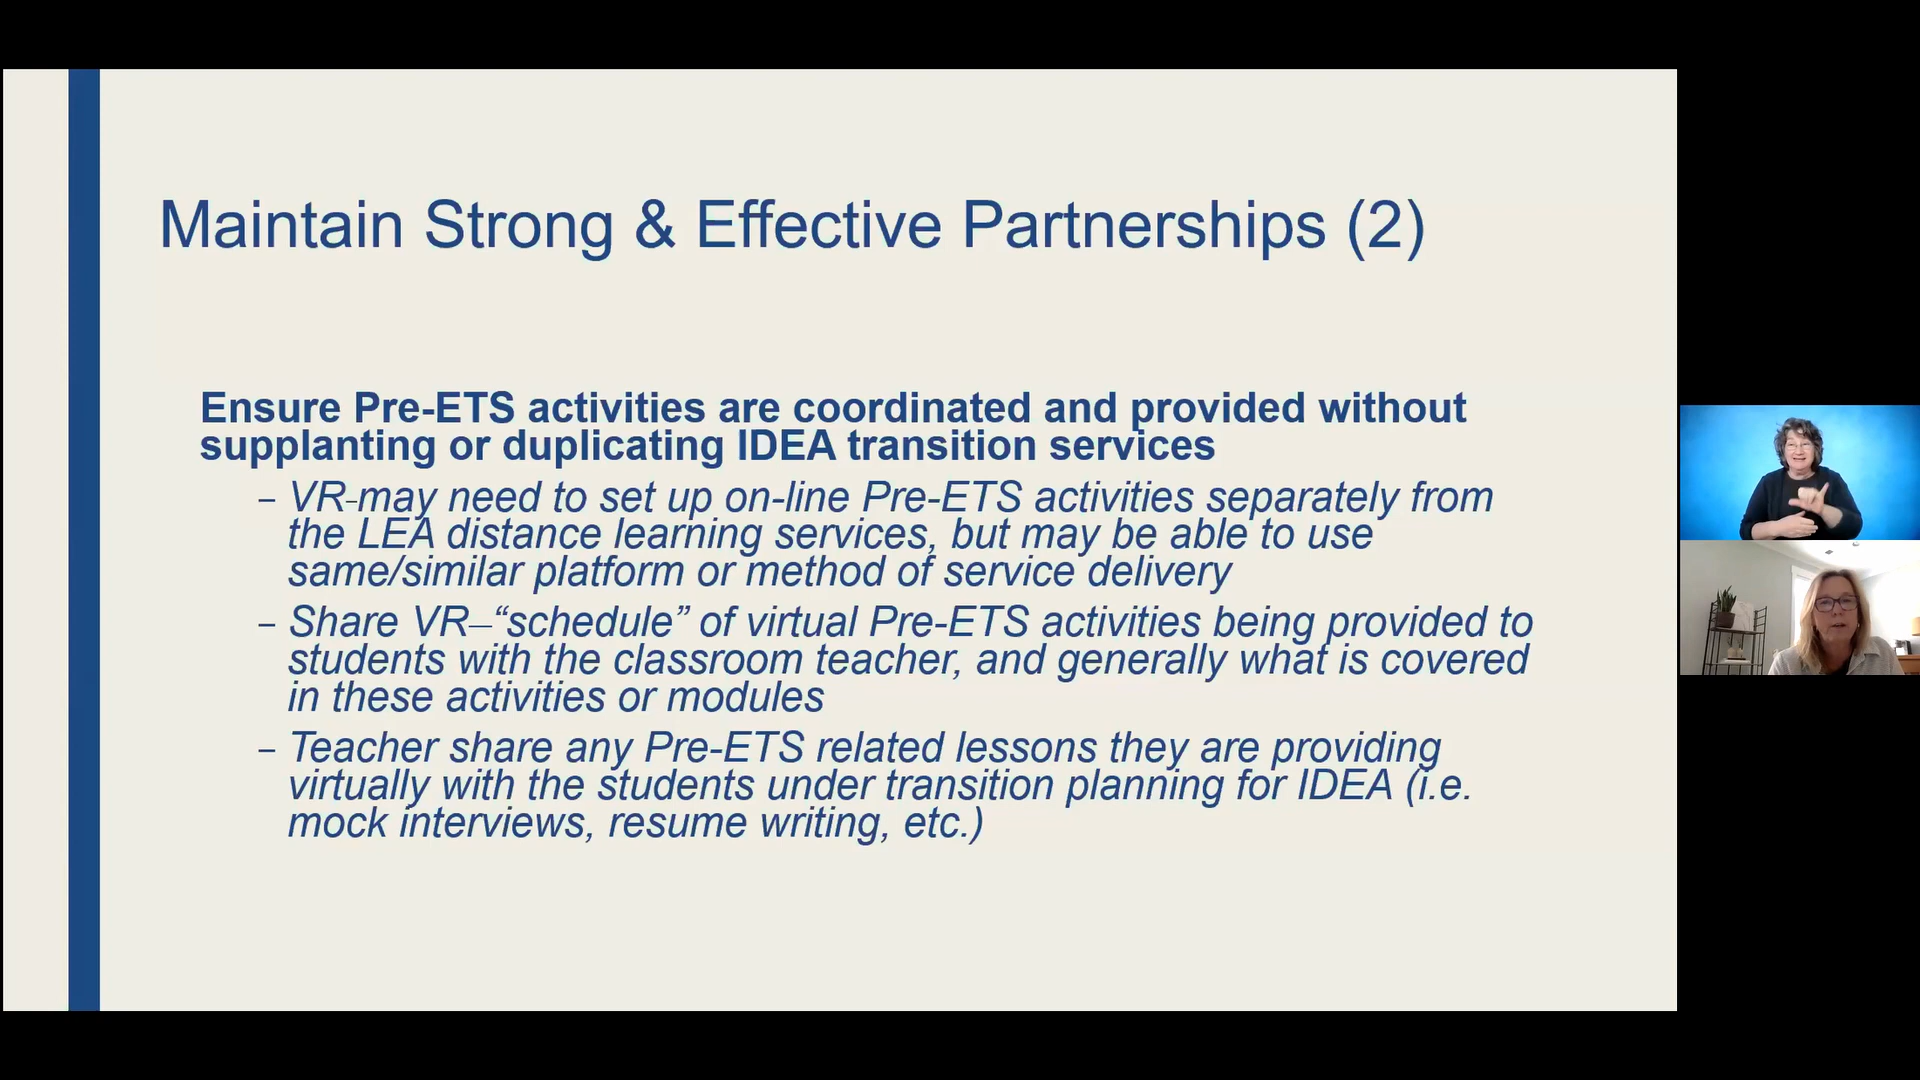 Maintain Strong & Effective Partnerships (2)
Ensure Pre-ETS activities are coordinated and provided without
supplanting or duplicating IDEA transition services
– VR-may need to set up on-line Pre-ETS activities separately from
the LEA distance learning services, but may be able to use
same/similar platform or method of service delivery
– Share VR–“schedule” of virtual Pre-ETS activities being provided to
students with the classroom teacher, and generally what is covered
in these activities or modules
– Teacher share any Pre-ETS related lessons they are providing
virtually with the students under transition planning for IDEA (i.e.
mock interviews, resume writing, etc.)